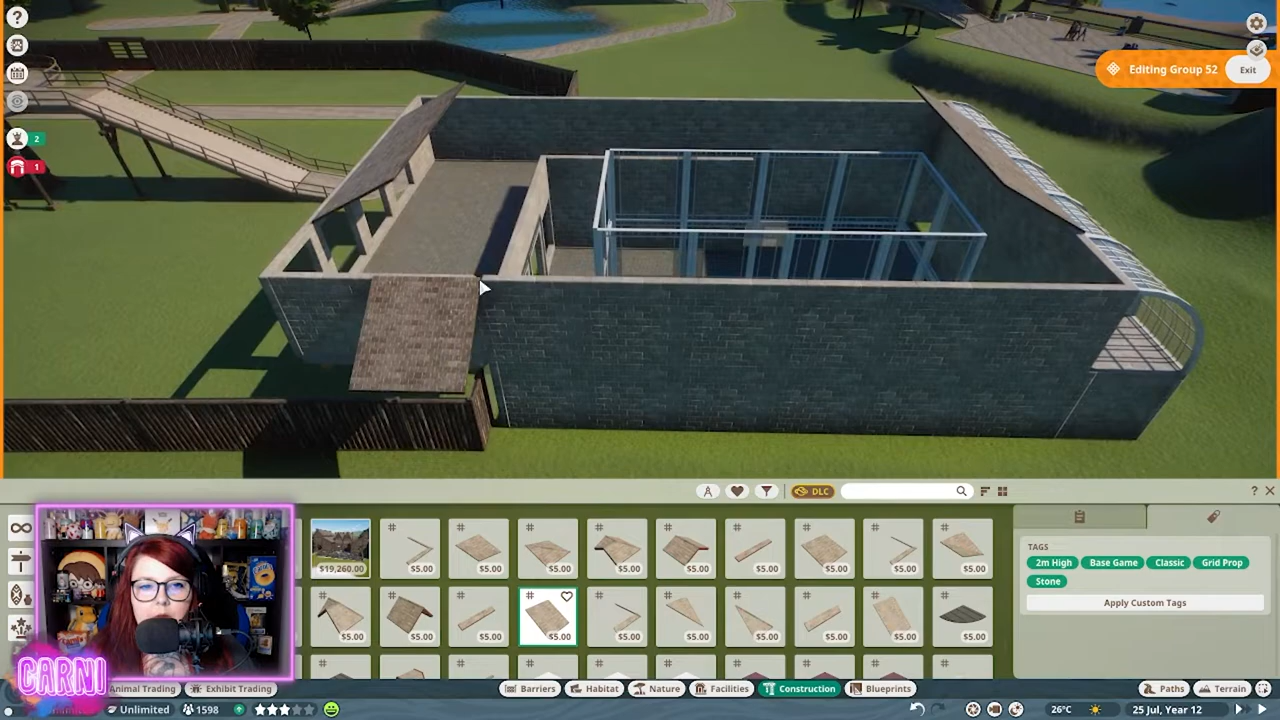 ?
Editing Group 52
Exit
2
1
DLC
? ×
$19,260.00 $5.00 $5.00 $5.00 $5.00 $5.00 $5.00 $5.00 $5.00 $5.00
$5.00 $5.00 $5.00 $5.00 $5.00 $5.00 $5.00 $5.00 $5.00 $5.00
TAGS
2m High Base Game Classic Grid Prop
Stone
Apply Custom Tags
CARNI
Animal Trading Exhibit Trading Barriers Habitat Nature Facilities Construction Blueprints Paths Terrain
Unlimited 1598 26°C 25 Jul, Year 12